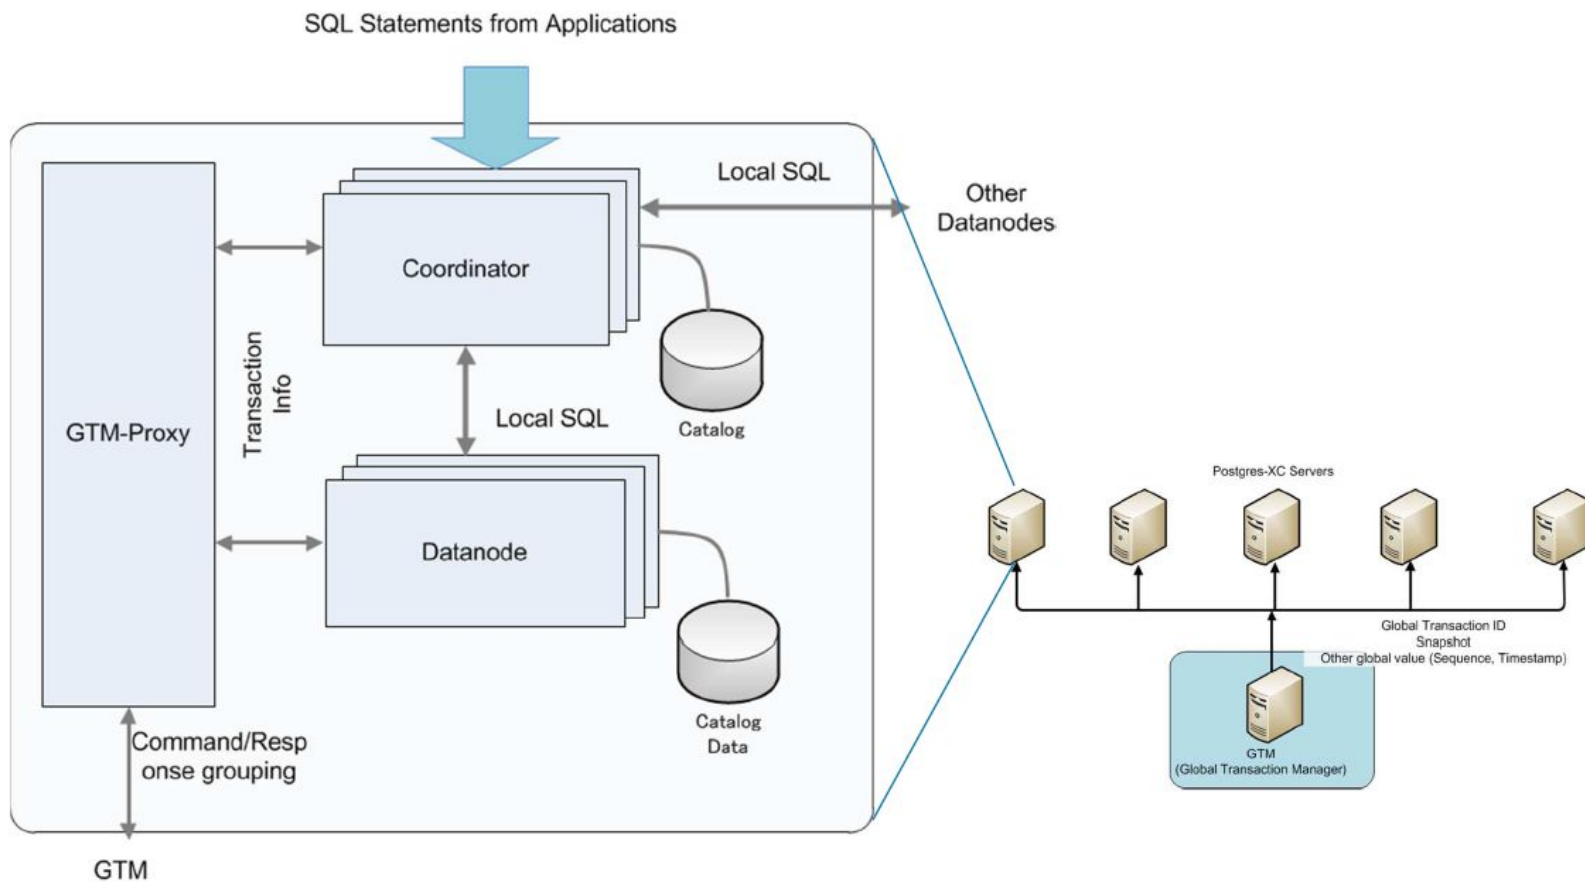 SQL Statements from Applications
Local SQL
Other
Datanodes
Coordinator
Transaction
Info
GTM-Proxy
Catalog
Local SQL
Datanode
Catalog
Data
Command/Resp
onse grouping
GTM
Postgres-XC Servers
Global Transaction ID
Snapshot
Other global value (Sequence, Timestamp)
GTM
(Global Transaction Manager)